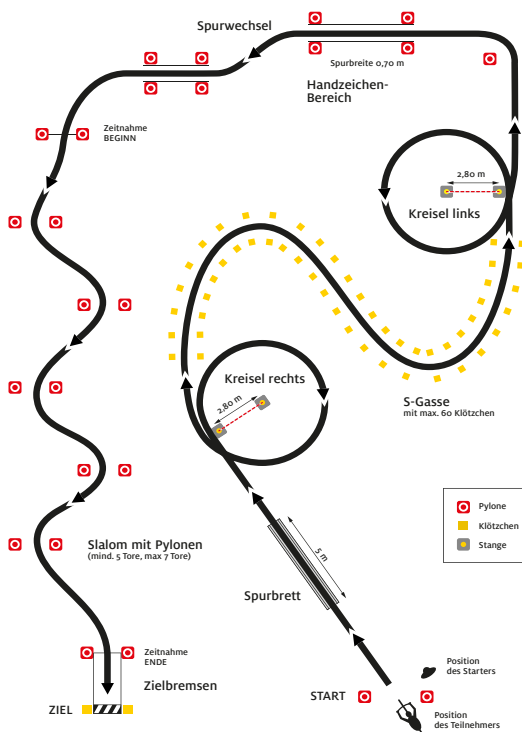 Spurwechsel
Spurbreite 0,70 m
Handzeichen-
Bereich
Zeitnahme
BEGINN
2,80 m
Kreisel links
Kreisel rechts
2,80 m
S-Gasse
mit max. 60 Klötzchen
Pylone
Klötzchen
Stange
5 m
Slalom mit Pylonen
(mind. 5 Tore, max 7 Tore)
Spurbrett
Zeitnahme
ENDE
Zielbremsen
ZIEL
START
Position
des Starters
Position
des Teilnehmers